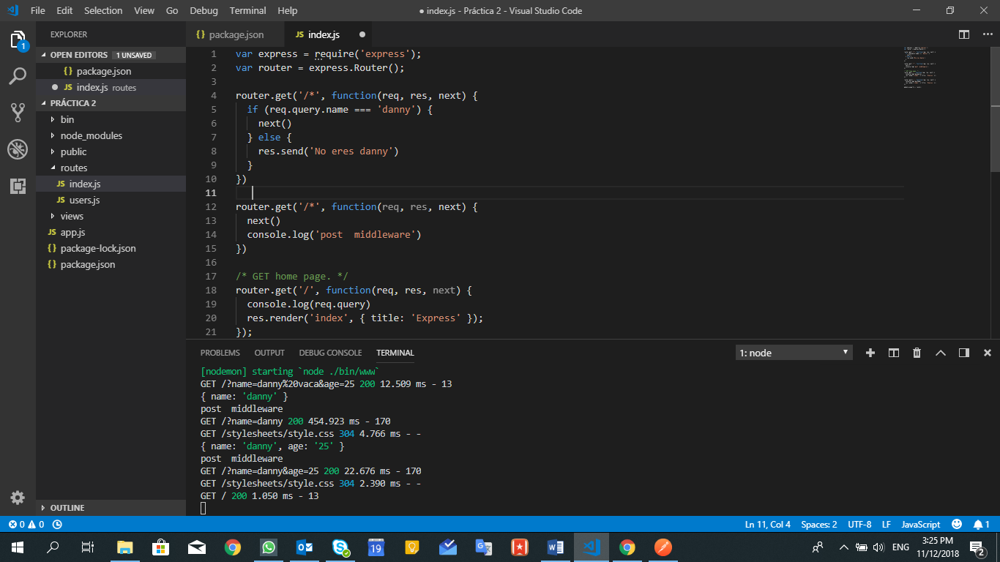 File Edit Selection View Go Debug Terminal Help
● index.js - Práctica 2 - Visual Studio Code
EXPLORER
OPEN EDITORS 1 UNSAVED
{} package.json
● JS index.js routes
PRÁCTICA 2
bin
node_modules
public
routes
JS index.js
JS users.js
views
JS app.js
{} package-lock.json
{} package.json
OUTLINE
1
{} package.json
JS index.js ●
1 var express = require('express');
2 var router = express.Router();
3
4 router.get('/*', function(req, res, next) {
5 if (req.query.name === 'danny') {
6 next()
7 } else {
8 res.send('No eres danny')
9 }
10 })
11
12 router.get('/*', function(req, res, next) {
13 next()
14 console.log('post  middleware')
15 })
16
17 /* GET home page. */
18 router.get('/', function(req, res, next) {
19 console.log(req.query)
20 res.render('index', { title: 'Express' });
21 });
PROBLEMS OUTPUT DEBUG CONSOLE TERMINAL
1: node
[nodemon] starting `node ./bin/www`
GET /?name=danny%20vaca&age=25 200 12.509 ms - 13
{ name: 'danny' }
post  middleware
GET /?name=danny 200 454.923 ms - 170
GET /stylesheets/style.css 304 4.766 ms - -
{ name: 'danny', age: '25' }
post  middleware
GET /?name=danny&age=25 200 22.676 ms - 170
GET /stylesheets/style.css 304 2.390 ms - -
GET / 200 1.050 ms - 13
0 0
Ln 11, Col 4 Spaces: 2 UTF-8 LF JavaScript 1
19
ENG
3:25 PM
11/12/2018
2